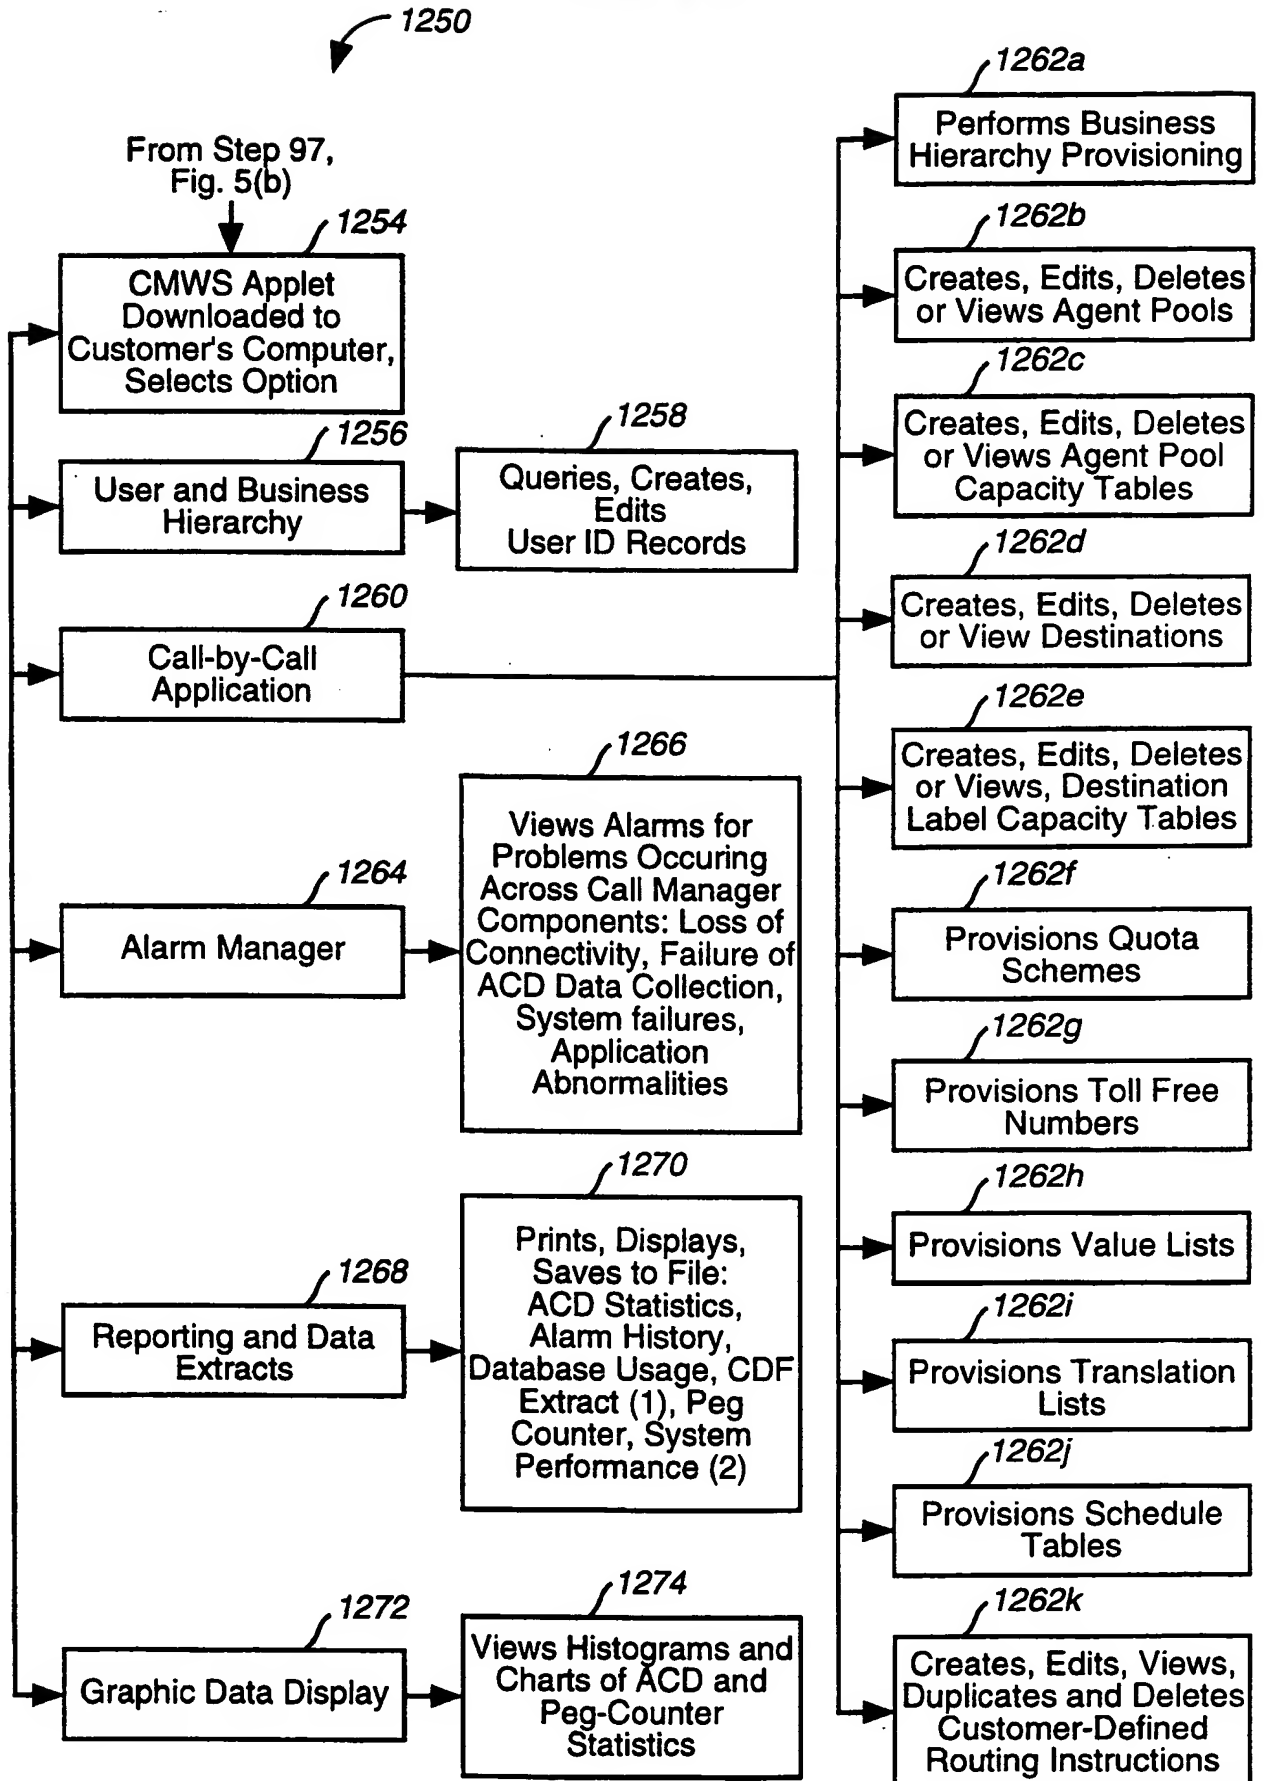 1250
From Step 97,
Fig. 5(b)
1254
CMWS Applet
Downloaded to
Customer's Computer,
Selects Option
1256
User and Business
Hierarchy
1258
Queries, Creates,
Edits
User ID Records
1260
Call-by-Call
Application
1264
Alarm Manager
1266
Views Alarms for
Problems Occuring
Across Call Manager
Components: Loss of
Connectivity, Failure of
ACD Data Collection,
System failures,
Application
Abnormalities
1268
Reporting and Data
Extracts
1270
Prints, Displays,
Saves to File:
ACD Statistics,
Alarm History,
Database Usage, CDF
Extract (1), Peg
Counter, System
Performance (2)
1272
Graphic Data Display
1274
Views Histograms and
Charts of ACD and
Peg-Counter
Statistics
1262a
Performs Business
Hierarchy Provisioning
1262b
Creates, Edits, Deletes
or Views Agent Pools
1262c
Creates, Edits, Deletes
or Views Agent Pool
Capacity Tables
1262d
Creates, Edits, Deletes
or View Destinations
1262e
Creates, Edits, Deletes
or Views, Destination
Label Capacity Tables
1262f
Provisions Quota
Schemes
1262g
Provisions Toll Free
Numbers
1262h
Provisions Value Lists
1262i
Provisions Translation
Lists
1262j
Provisions Schedule
Tables
1262k
Creates, Edits, Views,
Duplicates and Deletes
Customer-Defined
Routing Instructions